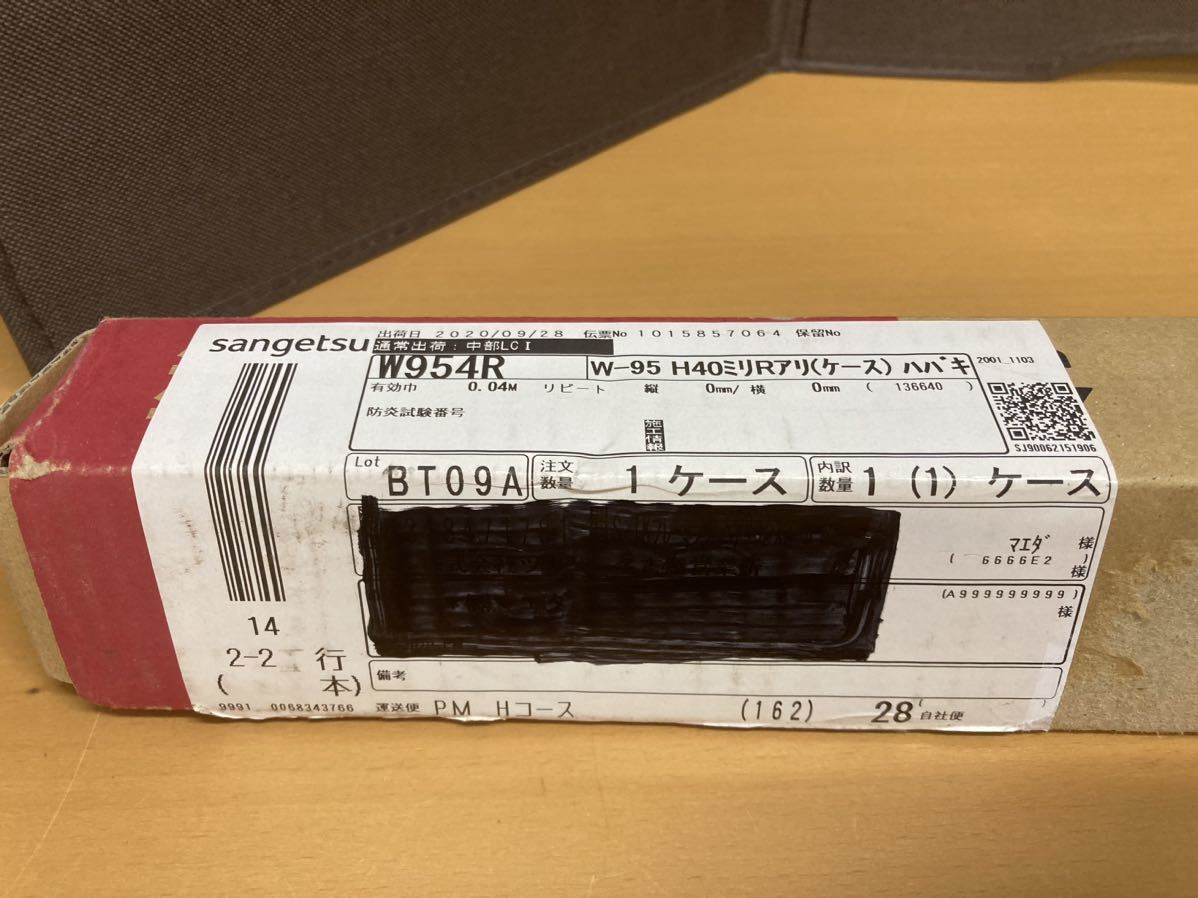 出荷日 2020/09/28 伝票No 1015857064 保留No
sangetsu 通常出荷:中部LCI
W954R W-95 H40ミリRアリ(ケース)ハバキ 2001_1103
有効巾 0.04M リピート 縦 0mm/横 0mm ( 136640 )
防炎試験番号
施工情報
SJ90062151906
Lot BT09A 注文数量 1 ケース 内訳数量 1 (1) ケース
マエダ 様
( 6666E2 )
様
(A999999999)
様
14
2-2 行
( 本)
備考
9991 0068343766 運送便 PM Hコース (162) 28 自社便 ( )